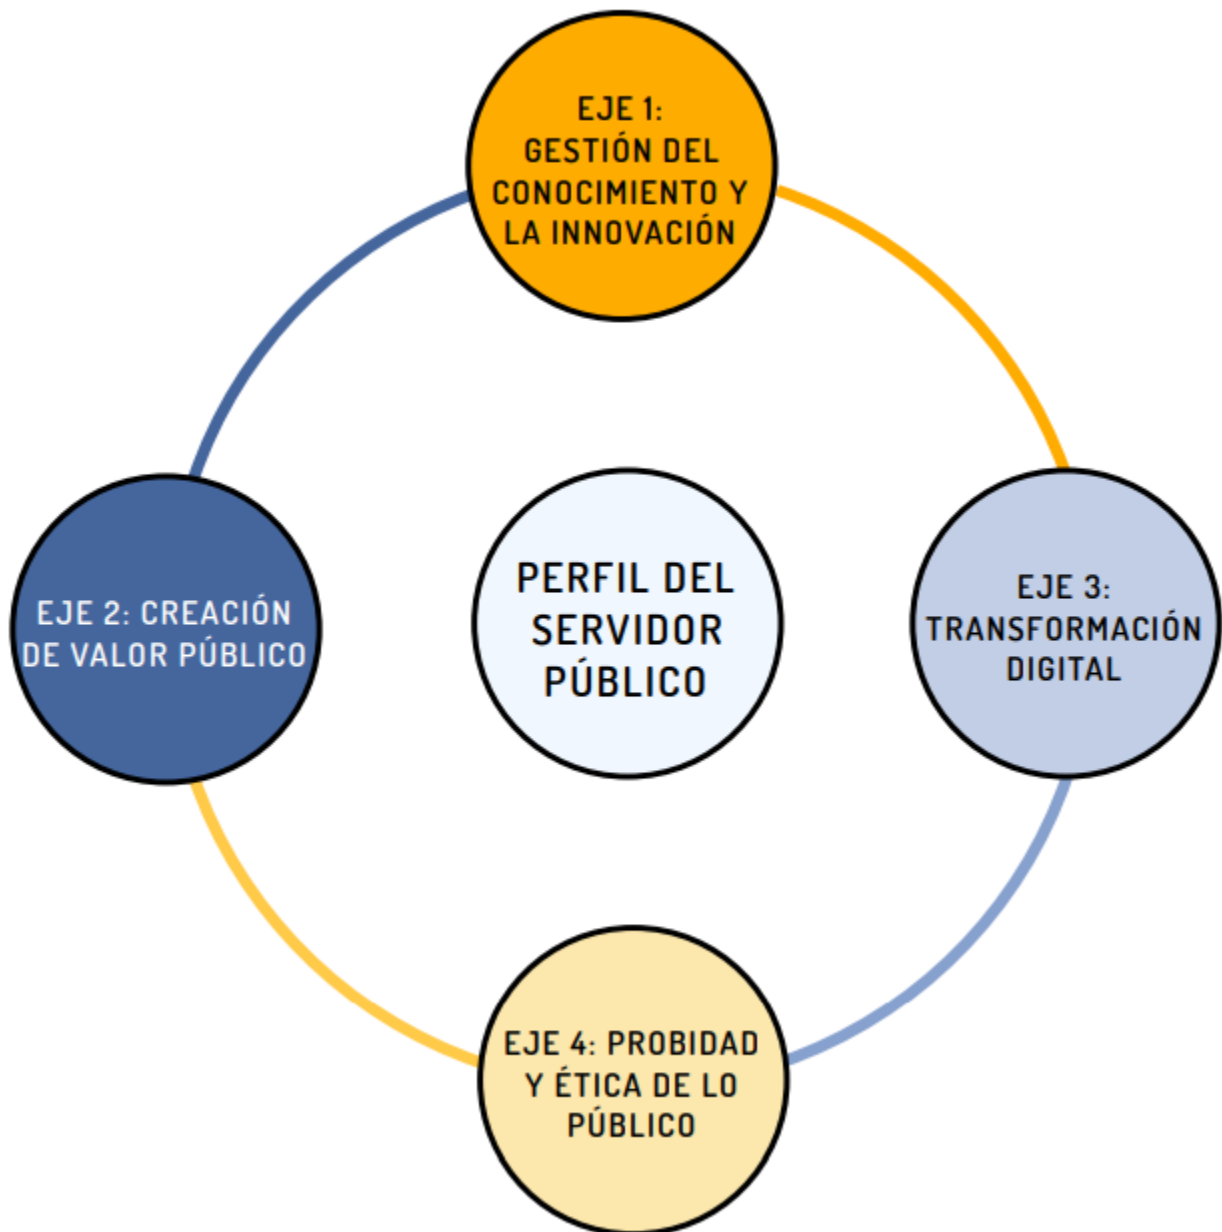 EJE 1:
GESTIÓN DEL
CONOCIMIENTO Y
LA INNOVACIÓN
EJE 2: CREACIÓN
DE VALOR PÚBLICO
PERFIL DEL
SERVIDOR
PÚBLICO
EJE 3:
TRANSFORMACIÓN
DIGITAL
EJE 4: PROBIDAD
Y ÉTICA DE LO
PÚBLICO